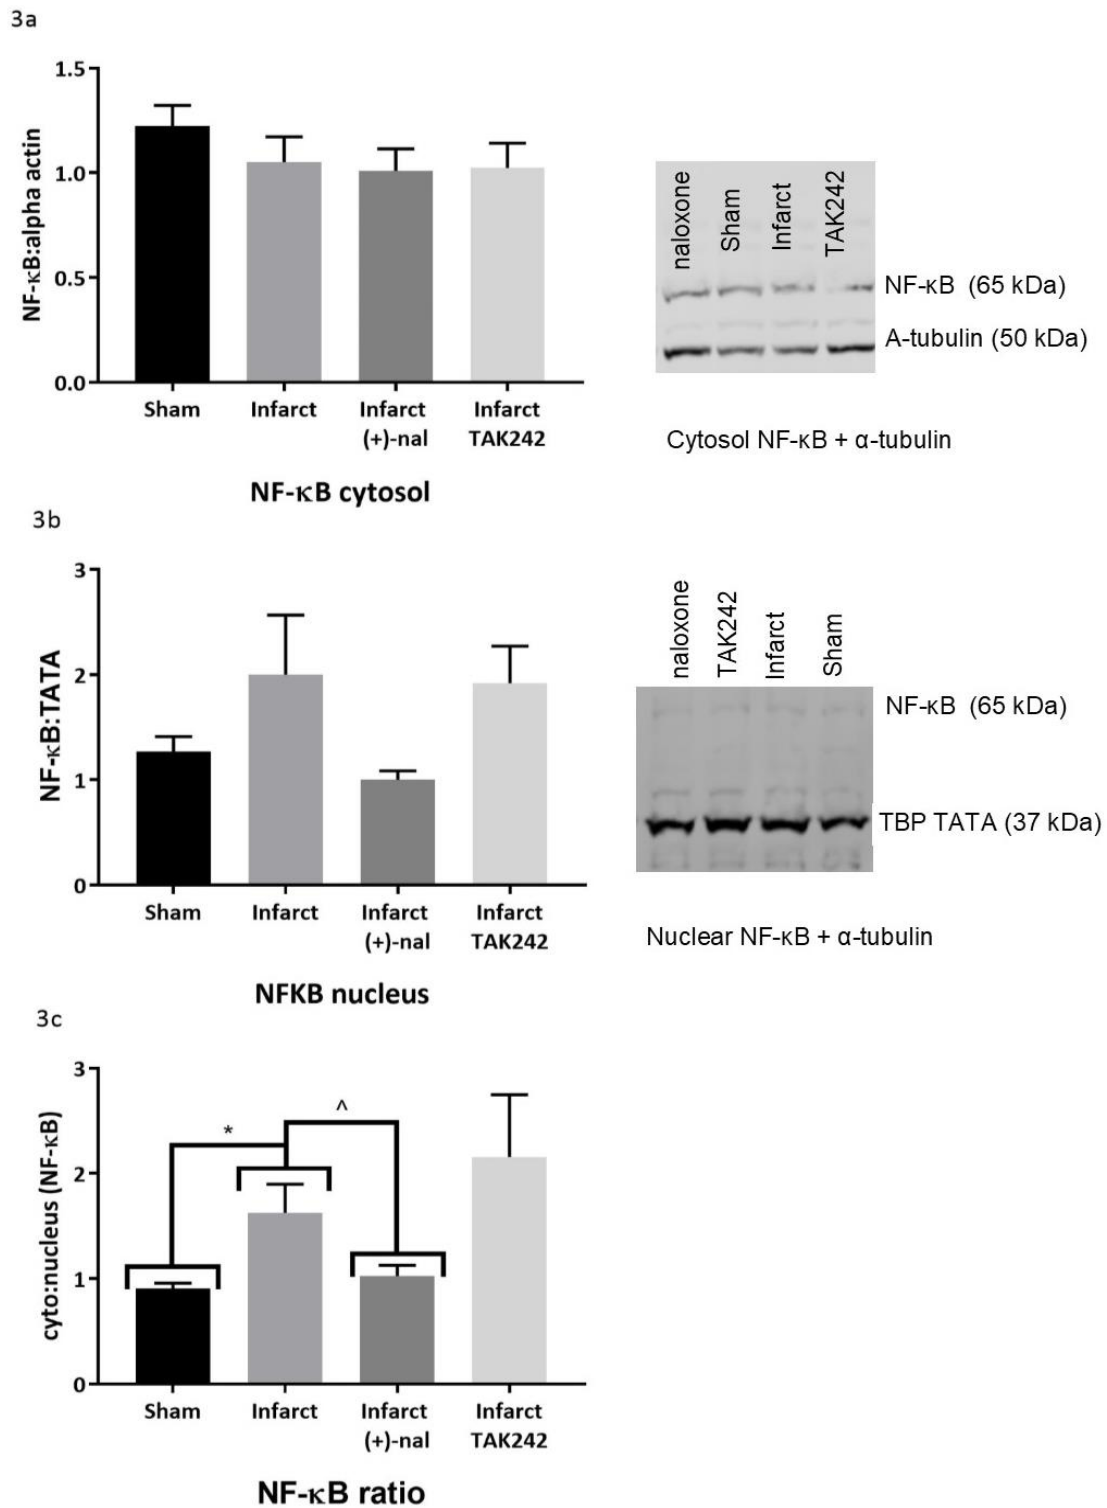 3a
NF-κB:alpha actin
1.5
1.0
0.5
0.0
Sham
Infarct
Infarct
(+)-nal
Infarct
TAK242
NF-κB cytosol
naloxone
Sham
Infarct
TAK242
NF-κB (65 kDa)
A-tubulin (50 kDa)
Cytosol NF-κB + α-tubulin
3b
NF-κB:TATA
3
2
1
0
Sham
Infarct
Infarct
(+)-nal
Infarct
TAK242
NFKB nucleus
naloxone
TAK242
Infarct
Sham
NF-κB (65 kDa)
TBP TATA (37 kDa)
Nuclear NF-κB + α-tubulin
3c
cyto:nucleus (NF-κB)
3
2
1
0
*
^
Sham
Infarct
Infarct
(+)-nal
Infarct
TAK242
NF-κB ratio